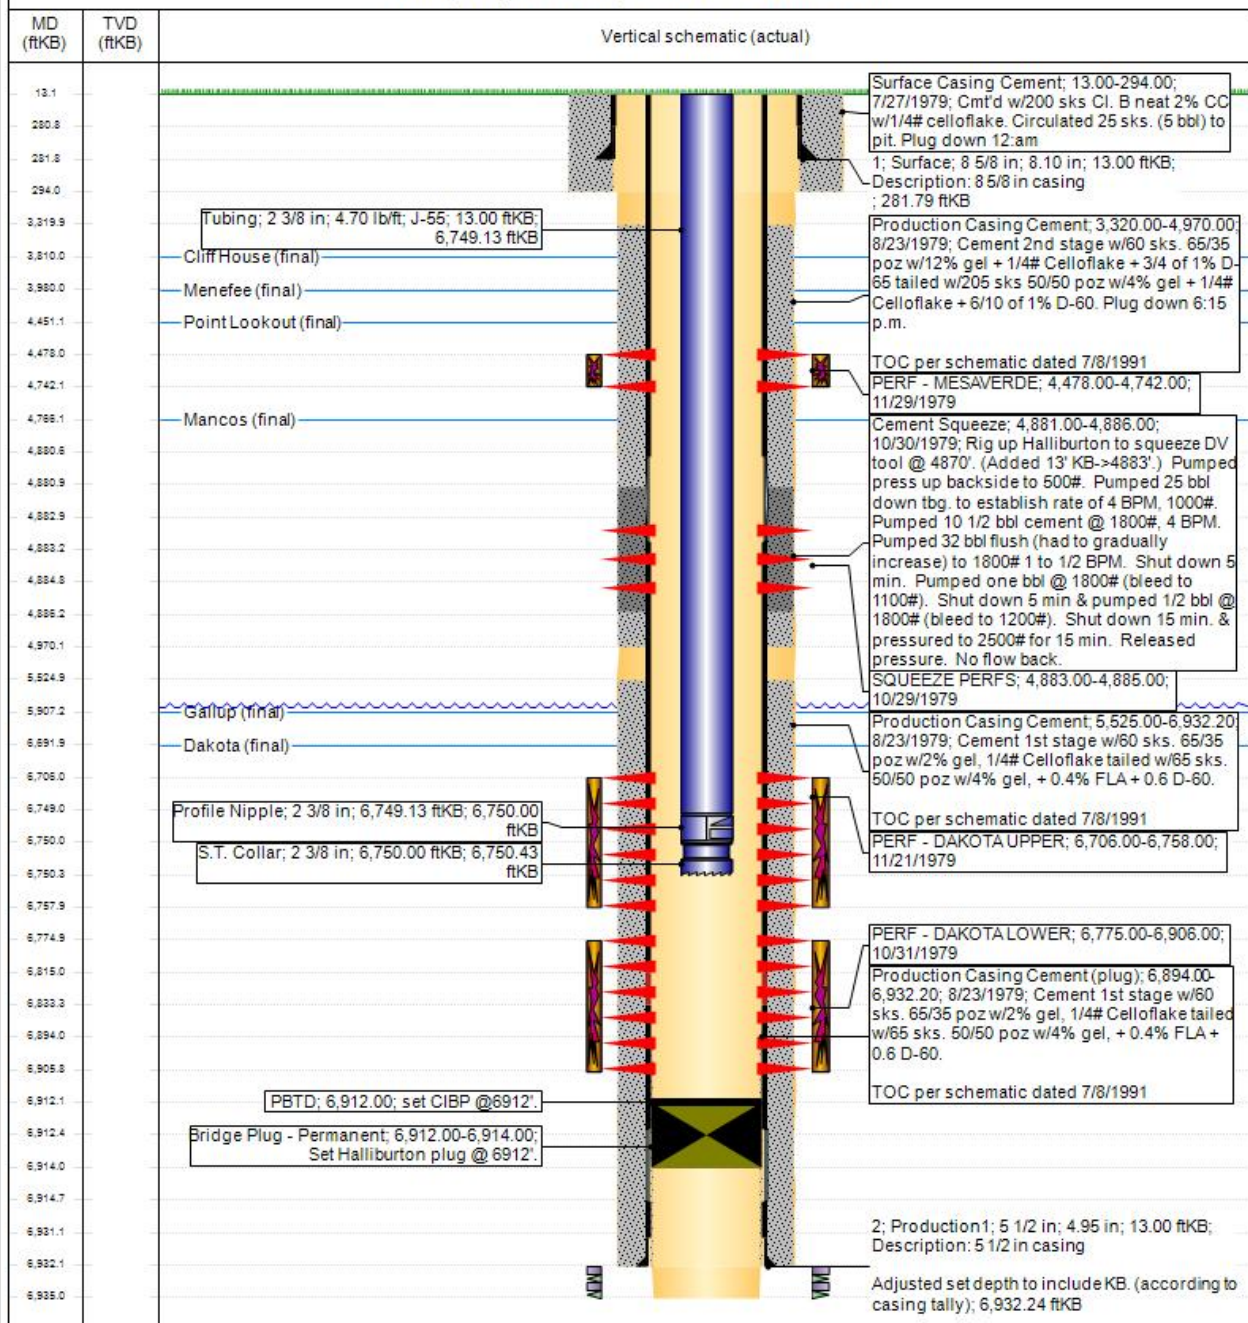 MD
(ftKB)
TVD
(ftKB)
Vertical schematic (actual)
13.1
280.8
281.8
294.0
3,319.9
3,810.0
3,980.0
4,451.1
4,478.0
4,742.1
4,786.1
4,880.6
4,880.9
4,882.9
4,883.2
4,884.8
4,886.2
4,970.1
5,524.9
5,907.2
6,691.9
6,706.0
6,749.0
6,750.0
6,750.3
6,757.9
6,774.9
6,815.0
6,833.3
6,894.0
6,905.8
6,912.1
6,912.4
6,914.0
6,914.7
6,931.1
6,932.1
6,935.0
Tubing; 2 3/8 in; 4.70 lb/ft; J-55; 13.00 ftKB;
6,749.13 ftKB
Cliff House (final)
Menefee (final)
Point Lookout (final)
Mancos (final)
Gallup (final)
Dakota (final)
Profile Nipple; 2 3/8 in; 6,749.13 ftKB; 6,750.00
ftKB
S.T. Collar; 2 3/8 in; 6,750.00 ftKB; 6,750.43
ftKB
PBTD; 6,912.00; set CIBP @6912'.
Bridge Plug - Permanent; 6,912.00-6,914.00;
Set Halliburton plug @ 6912'.
Surface Casing Cement; 13.00-294.00;
7/27/1979; Cmt'd w/200 sks Cl. B neat 2% CC
w/1/4# celloflake. Circulated 25 sks. (5 bbl) to
pit. Plug down 12:am
1; Surface; 8 5/8 in; 8.10 in; 13.00 ftKB;
Description: 8 5/8 in casing
; 281.79 ftKB
Production Casing Cement; 3,320.00-4,970.00;
8/23/1979; Cement 2nd stage w/60 sks. 65/35
poz w/12% gel + 1/4# Celloflake + 3/4 of 1% D-
65 tailed w/205 sks 50/50 poz w/4% gel + 1/4#
Celloflake + 6/10 of 1% D-60. Plug down 6:15
p.m.
TOC per schematic dated 7/8/1991
PERF - MESAVERDE; 4,478.00-4,742.00;
11/29/1979
Cement Squeeze; 4,881.00-4,886.00;
10/30/1979; Rig up Halliburton to squeeze DV
tool @ 4870'. (Added 13' KB->4883'.) Pumped
press up backside to 500#. Pumped 25 bbl
down tbg. to establish rate of 4 BPM, 1000#.
Pumped 10 1/2 bbl cement @ 1800#, 4 BPM.
Pumped 32 bbl flush (had to gradually
increase) to 1800# 1 to 1/2 BPM. Shut down 5
min. Pumped one bbl @ 1800# (bleed to
1100#). Shut down 5 min & pumped 1/2 bbl @
1800# (bleed to 1200#). Shut down 15 min. &
pressured to 2500# for 15 min. Released
pressure. No flow back.
SQUEEZE PERFS; 4,883.00-4,885.00;
10/29/1979
Production Casing Cement; 5,525.00-6,932.20;
8/23/1979; Cement 1st stage w/60 sks. 65/35
poz w/2% gel, 1/4# Celloflake tailed w/65 sks.
50/50 poz w/4% gel, + 0.4% FLA + 0.6 D-60.
TOC per schematic dated 7/8/1991
PERF - DAKOTA UPPER; 6,706.00-6,758.00;
11/21/1979
PERF - DAKOTA LOWER; 6,775.00-6,906.00;
10/31/1979
Production Casing Cement (plug); 6,894.00-
6,932.20; 8/23/1979; Cement 1st stage w/60
sks. 65/35 poz w/2% gel, 1/4# Celloflake tailed
w/65 sks. 50/50 poz w/4% gel, + 0.4% FLA +
0.6 D-60.
TOC per schematic dated 7/8/1991
2; Production1; 5 1/2 in; 4.95 in; 13.00 ftKB;
Description: 5 1/2 in casing
Adjusted set depth to include KB. (according to
casing tally); 6,932.24 ftKB